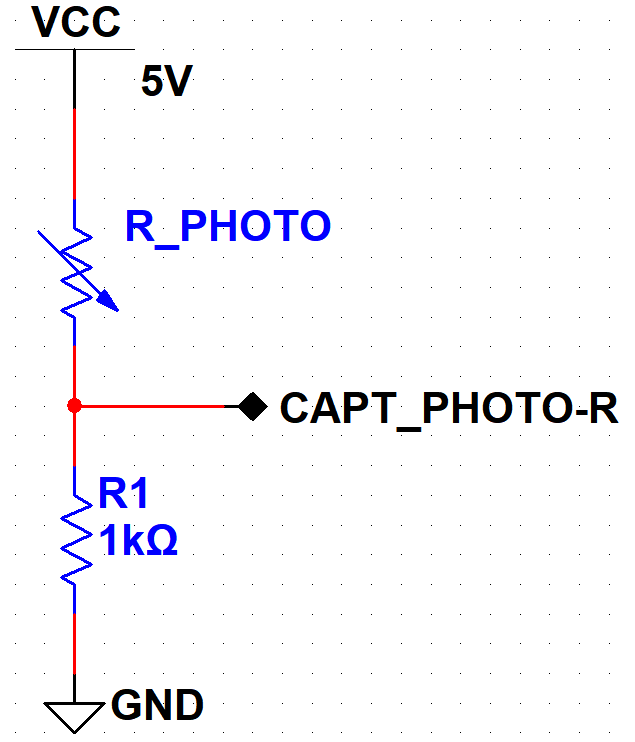 VCC
5V
R_PHOTO
CAPT_PHOTO-R
R1
1kΩ
GND